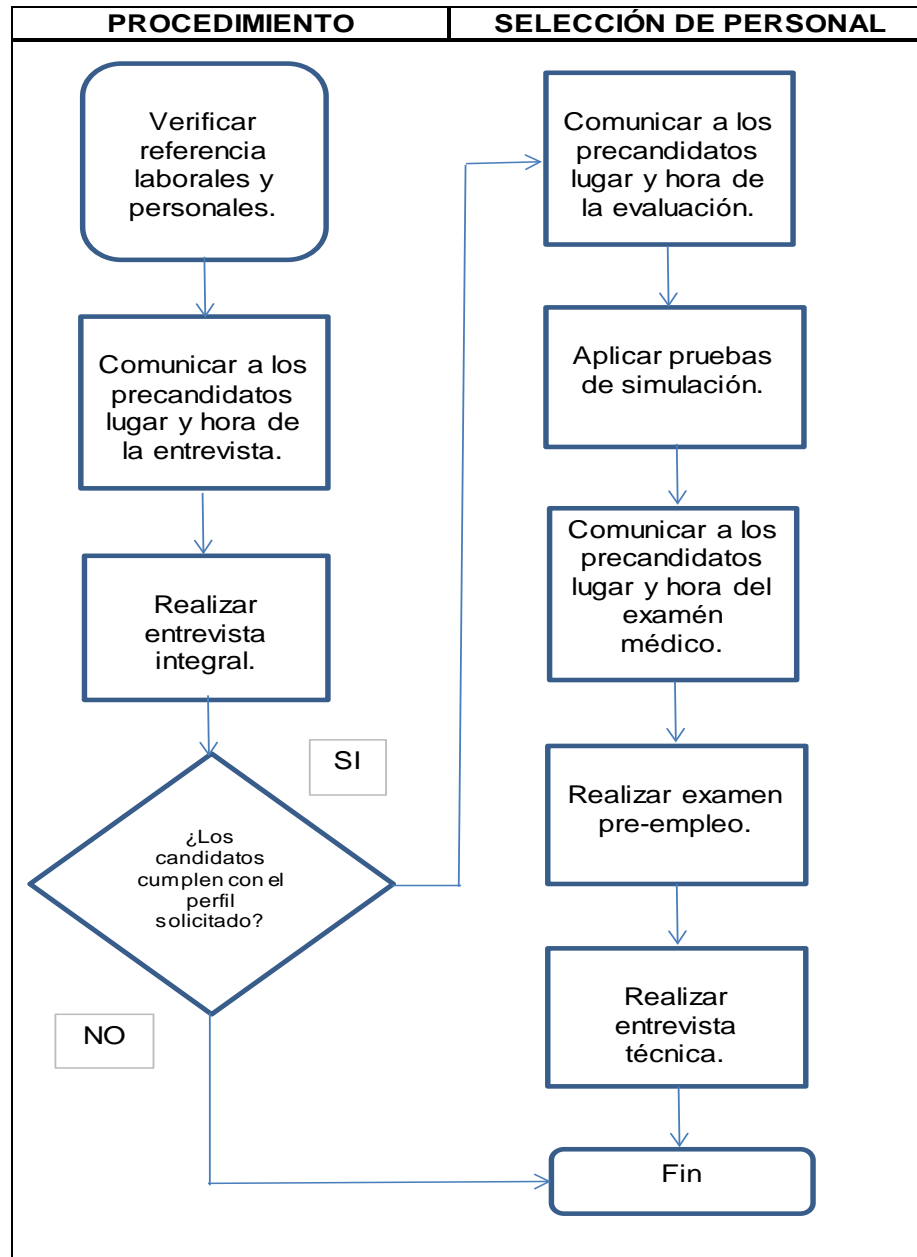 PROCEDIMIENTO
SELECCIÓN DE PERSONAL
Verificar
referencia
laborales y
personales.
Comunicar a los
precandidatos
lugar y hora de
la entrevista.
Realizar
entrevista
integral.
SI
¿Los
candidatos
cumplen con el
perfil
solicitado?
NO
Comunicar a los
precandidatos
lugar y hora de
la evaluación.
Aplicar pruebas
de simulación.
Comunicar a los
precandidatos
lugar y hora del
examén
médico.
Realizar examen
pre-empleo.
Realizar
entrevista
técnica.
Fin